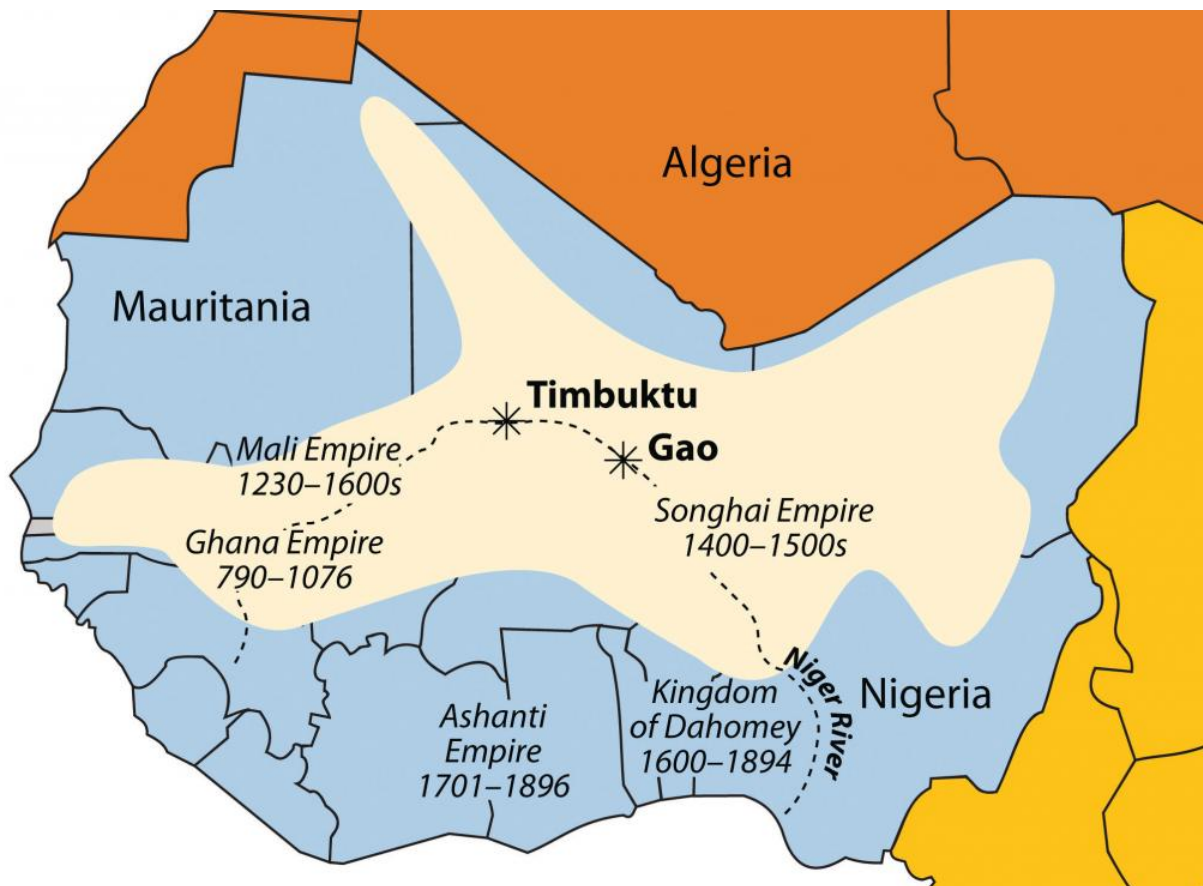 Algeria
Mauritania
Timbuktu
Gao
Mali Empire
1230–1600s
Songhai Empire
1400–1500s
Ghana Empire
790–1076
Niger River
Nigeria
Kingdom
of Dahomey
1600–1894
Ashanti
Empire
1701–1896